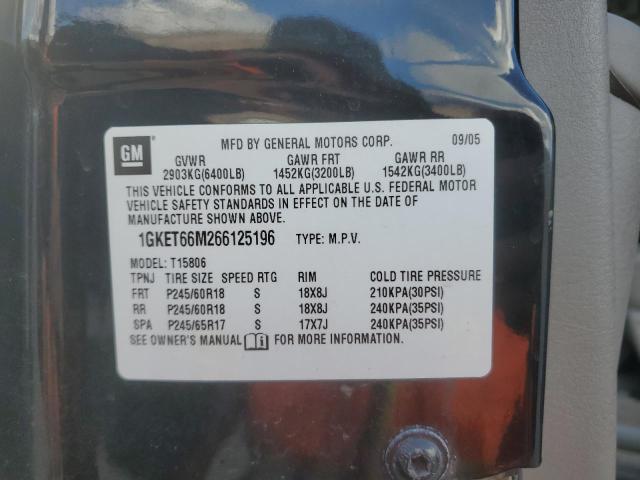 GM
MFD BY GENERAL MOTORS CORP. 09/05
GVWR GAWR FRT GAWR RR
2903KG(6400LB) 1452KG(3200LB) 1542KG(3400LB)
THIS VEHICLE CONFORMS TO ALL APPLICABLE U.S. FEDERAL MOTOR
VEHICLE SAFETY STANDARDS IN EFFECT ON THE DATE OF
MANUFACTURE SHOWN ABOVE.
1GKET66M266125196 TYPE: M.P.V.
MODEL: T15806
TPNJ TIRE SIZE SPEED RTG RIM COLD TIRE PRESSURE
FRT P245/60R18 S 18X8J 210KPA(30PSI)
RR P245/60R18 S 18X8J 240KPA(35PSI)
SPA P245/65R17 S 17X7J 240KPA(35PSI)
SEE OWNER'S MANUAL FOR MORE INFORMATION.